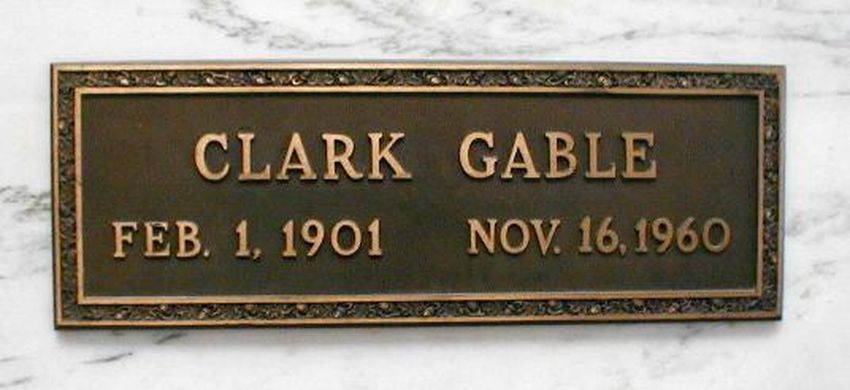 CLARK GABLE
FEB. 1, 1901 NOV. 16, 1960